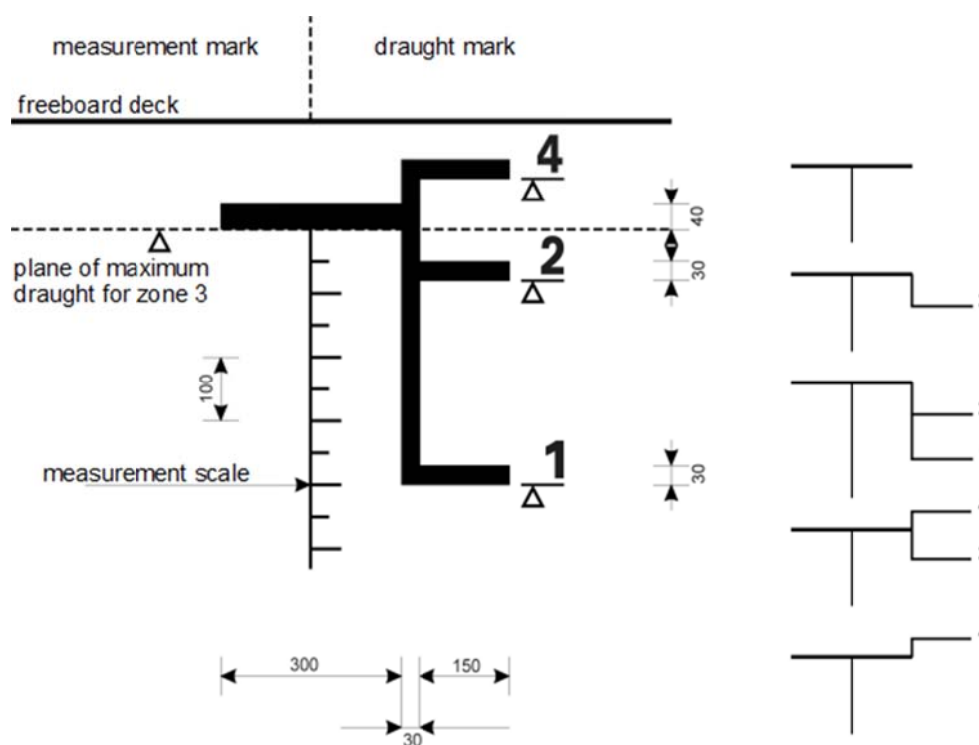 measurement mark
draught mark
freeboard deck
4
40
plane of maximum
draught for zone 3
2
30
100
measurement scale
1
30
300
150
30